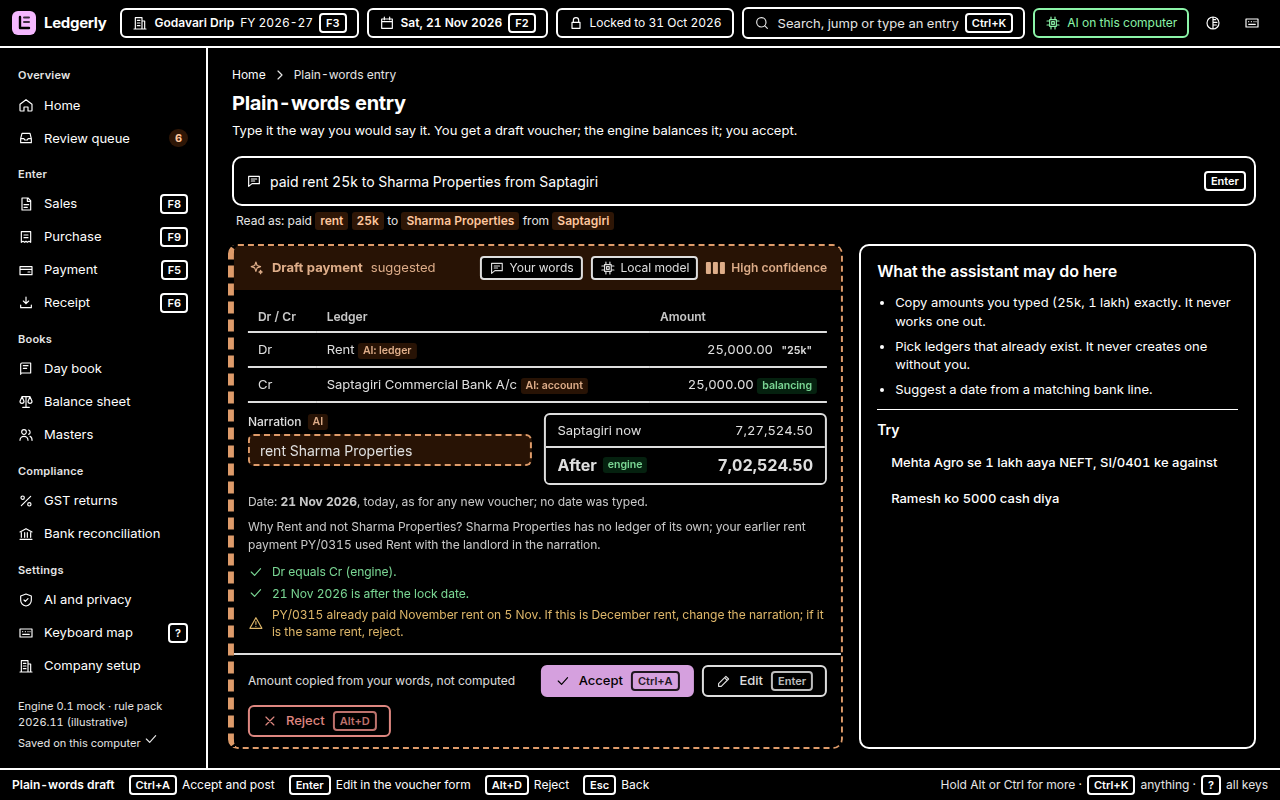 Ledgerly
Godavari Drip FY 2026-27 F3
Sat, 21 Nov 2026 F2
Locked to 31 Oct 2026
Search, jump or type an entry Ctrl+K
AI on this computer
Overview
Home
Review queue 6
Enter
Sales F8
Purchase F9
Payment F5
Receipt F6
Books
Day book
Balance sheet
Masters
Compliance
GST returns
Bank reconciliation
Settings
AI and privacy
Keyboard map ?
Company setup
Engine 0.1 mock · rule pack
2026.11 (illustrative)
Saved on this computer
Home > Plain-words entry
Plain-words entry
Type it the way you would say it. You get a draft voucher; the engine balances it; you accept.
paid rent 25k to Sharma Properties from Saptagiri Enter
Read as: paid rent 25k to Sharma Properties from Saptagiri
Draft payment suggested Your words Local model High confidence
Dr / Cr Ledger Amount
Dr Rent AI: ledger 25,000.00 "25k"
Cr Saptagiri Commercial Bank A/c AI: account 25,000.00 balancing
Narration AI
rent Sharma Properties
Saptagiri now 7,27,524.50
After engine 7,02,524.50
Date: 21 Nov 2026, today, as for any new voucher; no date was typed.
Why Rent and not Sharma Properties? Sharma Properties has no ledger of its own; your earlier rent
payment PY/0315 used Rent with the landlord in the narration.
Dr equals Cr (engine).
21 Nov 2026 is after the lock date.
PY/0315 already paid November rent on 5 Nov. If this is December rent, change the narration; if it
is the same rent, reject.
Amount copied from your words, not computed
Accept Ctrl+A
Edit Enter
Reject Alt+D
What the assistant may do here
• Copy amounts you typed (25k, 1 lakh) exactly. It never
works one out.
• Pick ledgers that already exist. It never creates one
without you.
• Suggest a date from a matching bank line.
Try
Mehta Agro se 1 lakh aaya NEFT, SI/0401 ke against
Ramesh ko 5000 cash diya
Plain-words draft Ctrl+A Accept and post Enter Edit in the voucher form Alt+D Reject Esc Back
Hold Alt or Ctrl for more · Ctrl+K anything · ? all keys